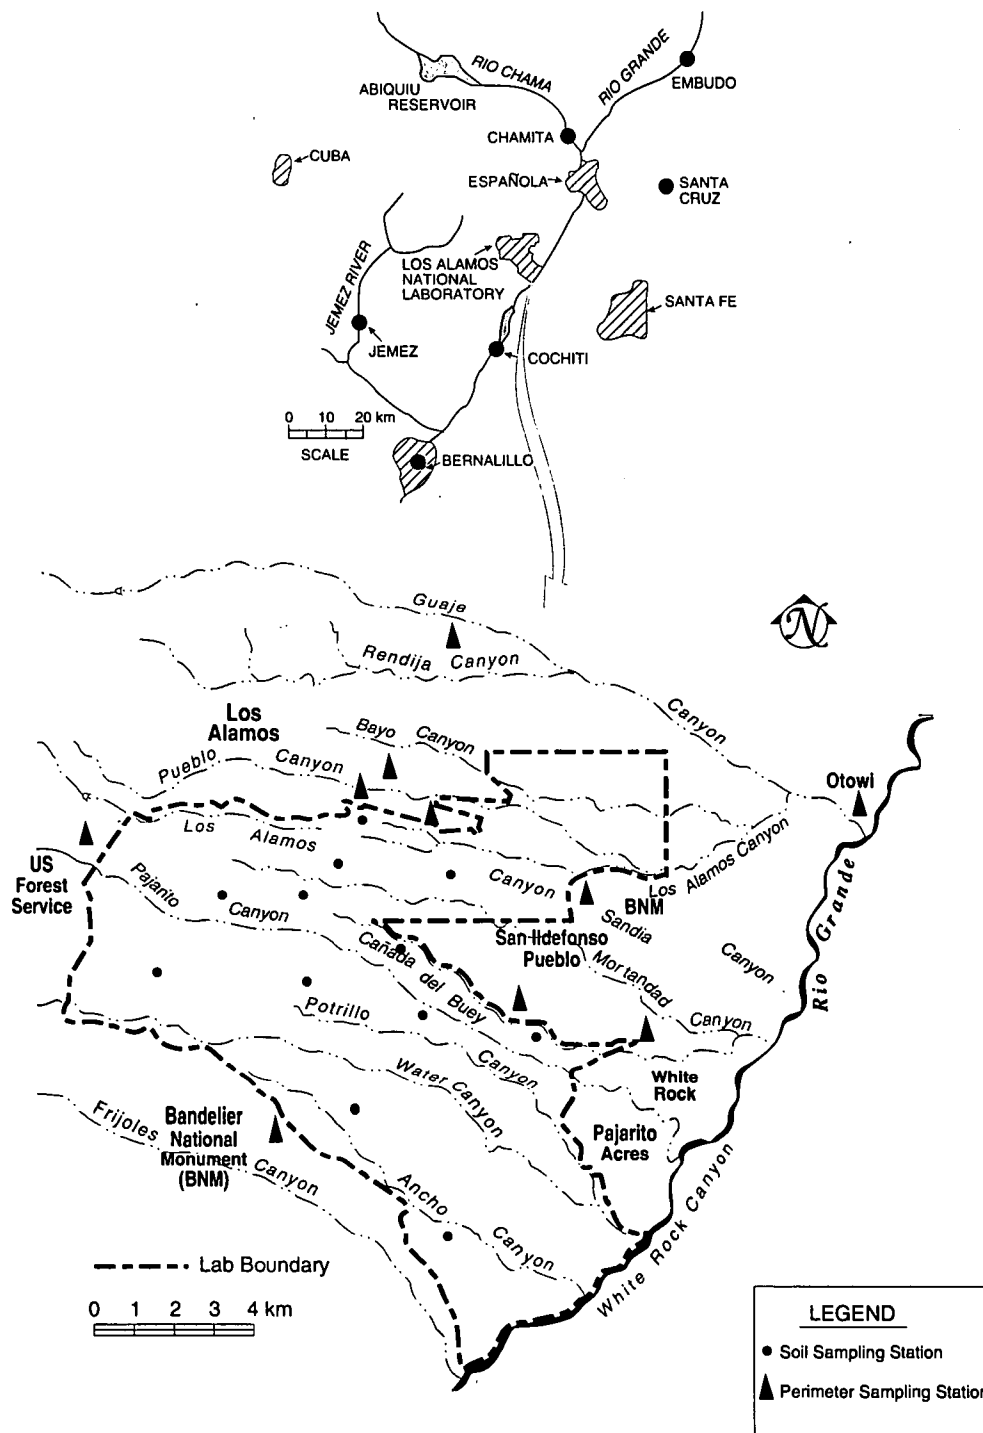 RIO CHAMA
RIO GRANDE
EMBUDO
ABIQUIU
RESERVOIR
CHAMITA
CUBA
ESPAÑOLA
SANTA
CRUZ
JEMEZ RIVER
LOS ALAMOS
NATIONAL
LABORATORY
SANTA FE
JEMEZ
COCHITI
0 10 20 km
SCALE
BERNALILLO
Guaje
N
Rendija Canyon
Canyon
Los
Alamos
Bayo Canyon
Pueblo Canyon
Otowi
Los Alamos
Canyon
Los Alamos Canyon
US
Forest
Service
Pajarito
Canyon
BNM
Sandia
Canyon
Rio Grande
San Ildefonso
Pueblo
Cañada del Buey
Mortandad
Canyon
Potrillo
Canyon
Water Canyon
White
Rock
Pajarito
Acres
Bandelier
National
Monument
(BNM)
Frijoles
Canyon
Ancho
Canyon
White Rock Canyon
Lab Boundary
0 1 2 3 4 km
LEGEND
Soil Sampling Station
Perimeter Sampling Station